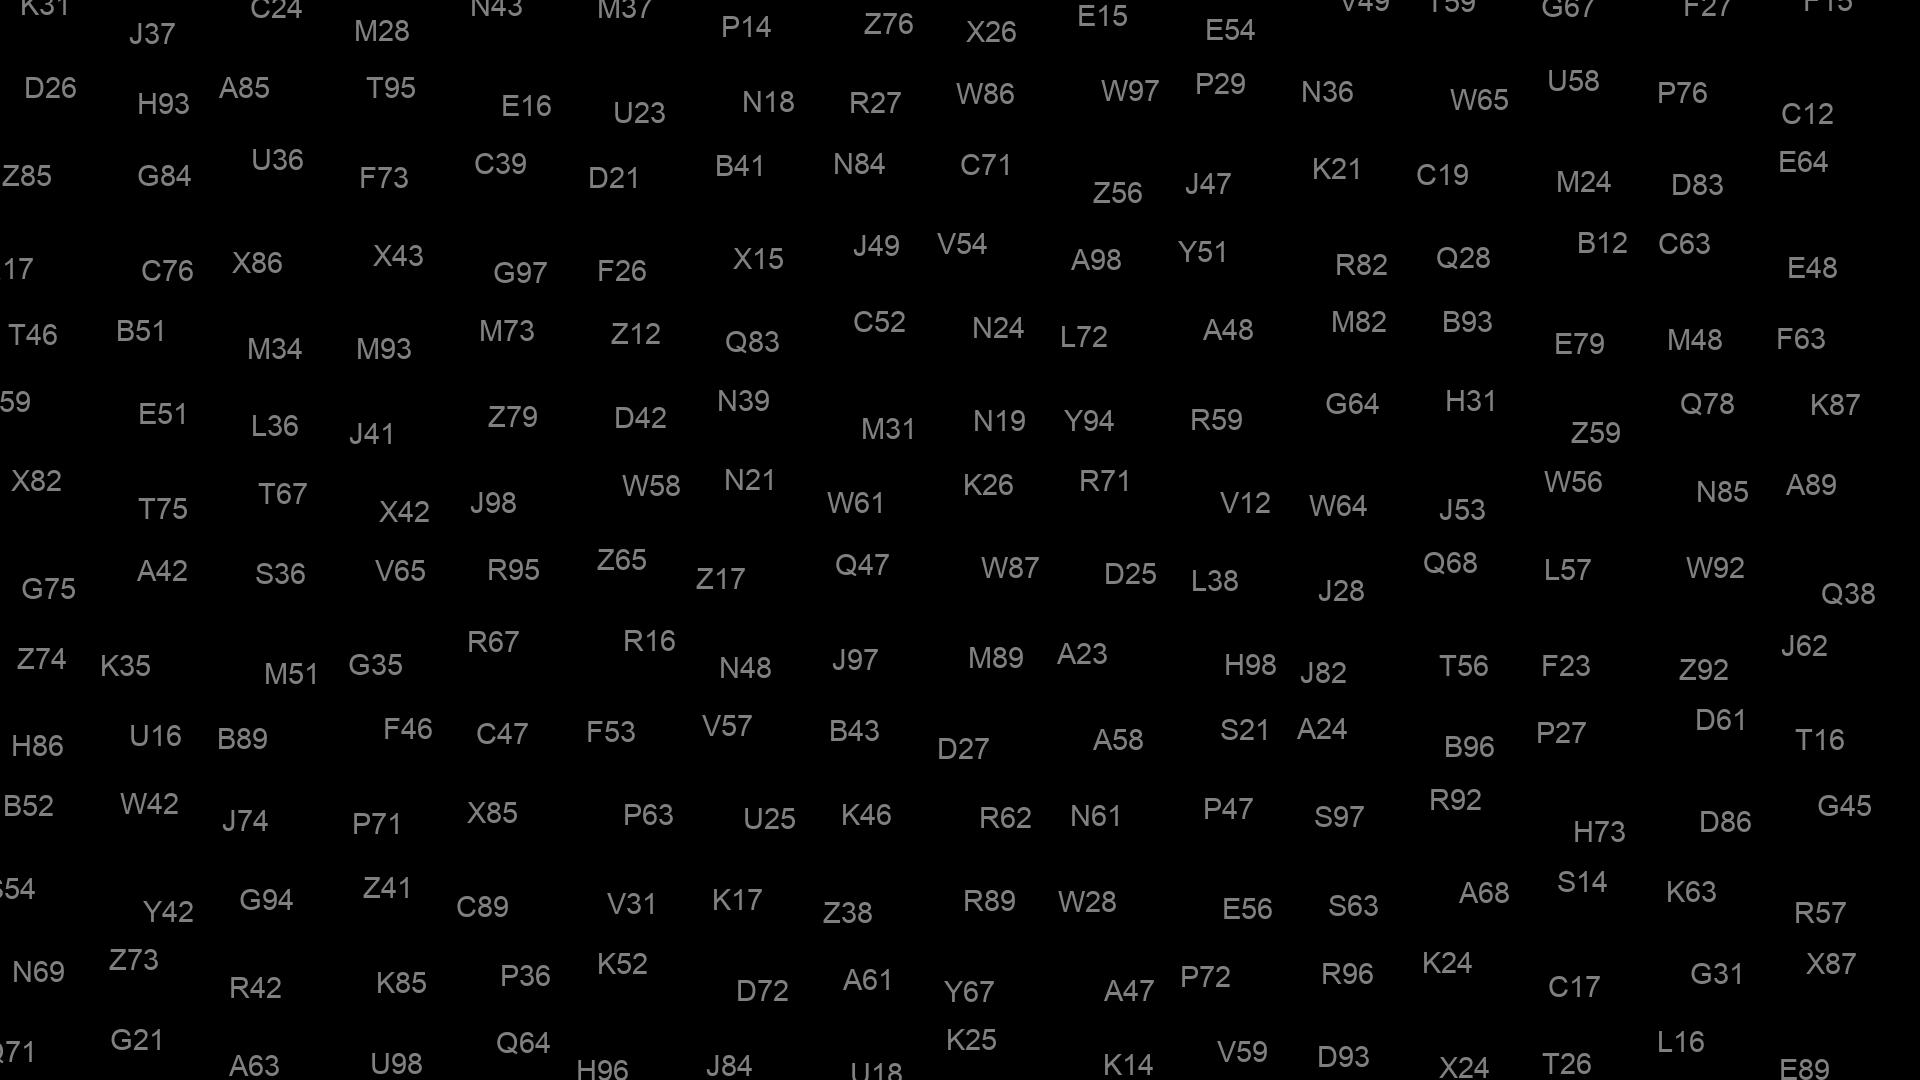 K31 J37 C24 M28 N43 M37 P14 Z76 X26 E15 E54 V49 T59 G67 F27
D26 H93 A85 T95 E16 U23 N18 R27 W86 W97 P29 N36 W65 U58 P76 C12
Z85 G84 U36 F73 C39 D21 B41 N84 C71 Z56 J47 K21 C19 M24 D83 E64
17 C76 X86 X43 G97 F26 X15 J49 V54 A98 Y51 R82 Q28 B12 C63 E48
T46 B51 M34 M93 M73 Z12 Q83 C52 N24 L72 A48 M82 B93 E79 M48 F63
59 E51 L36 J41 Z79 D42 N39 M31 N19 Y94 R59 G64 H31 Z59 Q78 K87
X82 T75 T67 X42 J98 W58 N21 W61 K26 R71 V12 W64 J53 W56 N85 A89
G75 A42 S36 V65 R95 Z65 Z17 Q47 W87 D25 L38 J28 Q68 L57 W92 Q38
Z74 K35 M51 G35 R67 R16 N48 J97 M89 A23 H98 J82 T56 F23 Z92 J62
H86 U16 B89 F46 C47 F53 V57 B43 D27 A58 S21 A24 B96 P27 D61 T16
B52 W42 J74 P71 X85 P63 U25 K46 R62 N61 P47 S97 R92 H73 D86 G45
S54 Y42 G94 Z41 C89 V31 K17 Z38 R89 W28 E56 S63 A68 S14 K63 R57
N69 Z73 R42 K85 P36 K52 D72 A61 Y67 A47 P72 R96 K24 C17 G31 X87
Q71 G21 A63 U98 Q64 H96 J84 U18 K25 K14 V59 D93 X24 T26 L16 E89